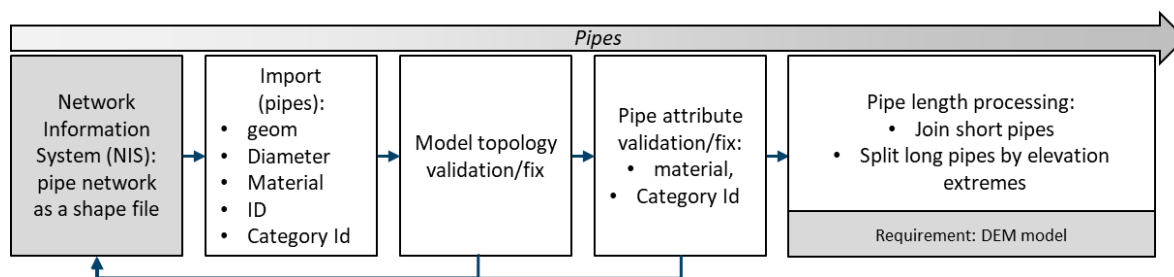 Pipes
Network
Information
System (NIS):
pipe network
as a shape file
Import
(pipes):
• geom
• Diameter
• Material
• ID
• Category Id
Model topology
validation/fix
Pipe attribute
validation/fix:
• material,
• Category Id
Pipe length processing:
• Join short pipes
• Split long pipes by elevation
extremes
Requirement: DEM model